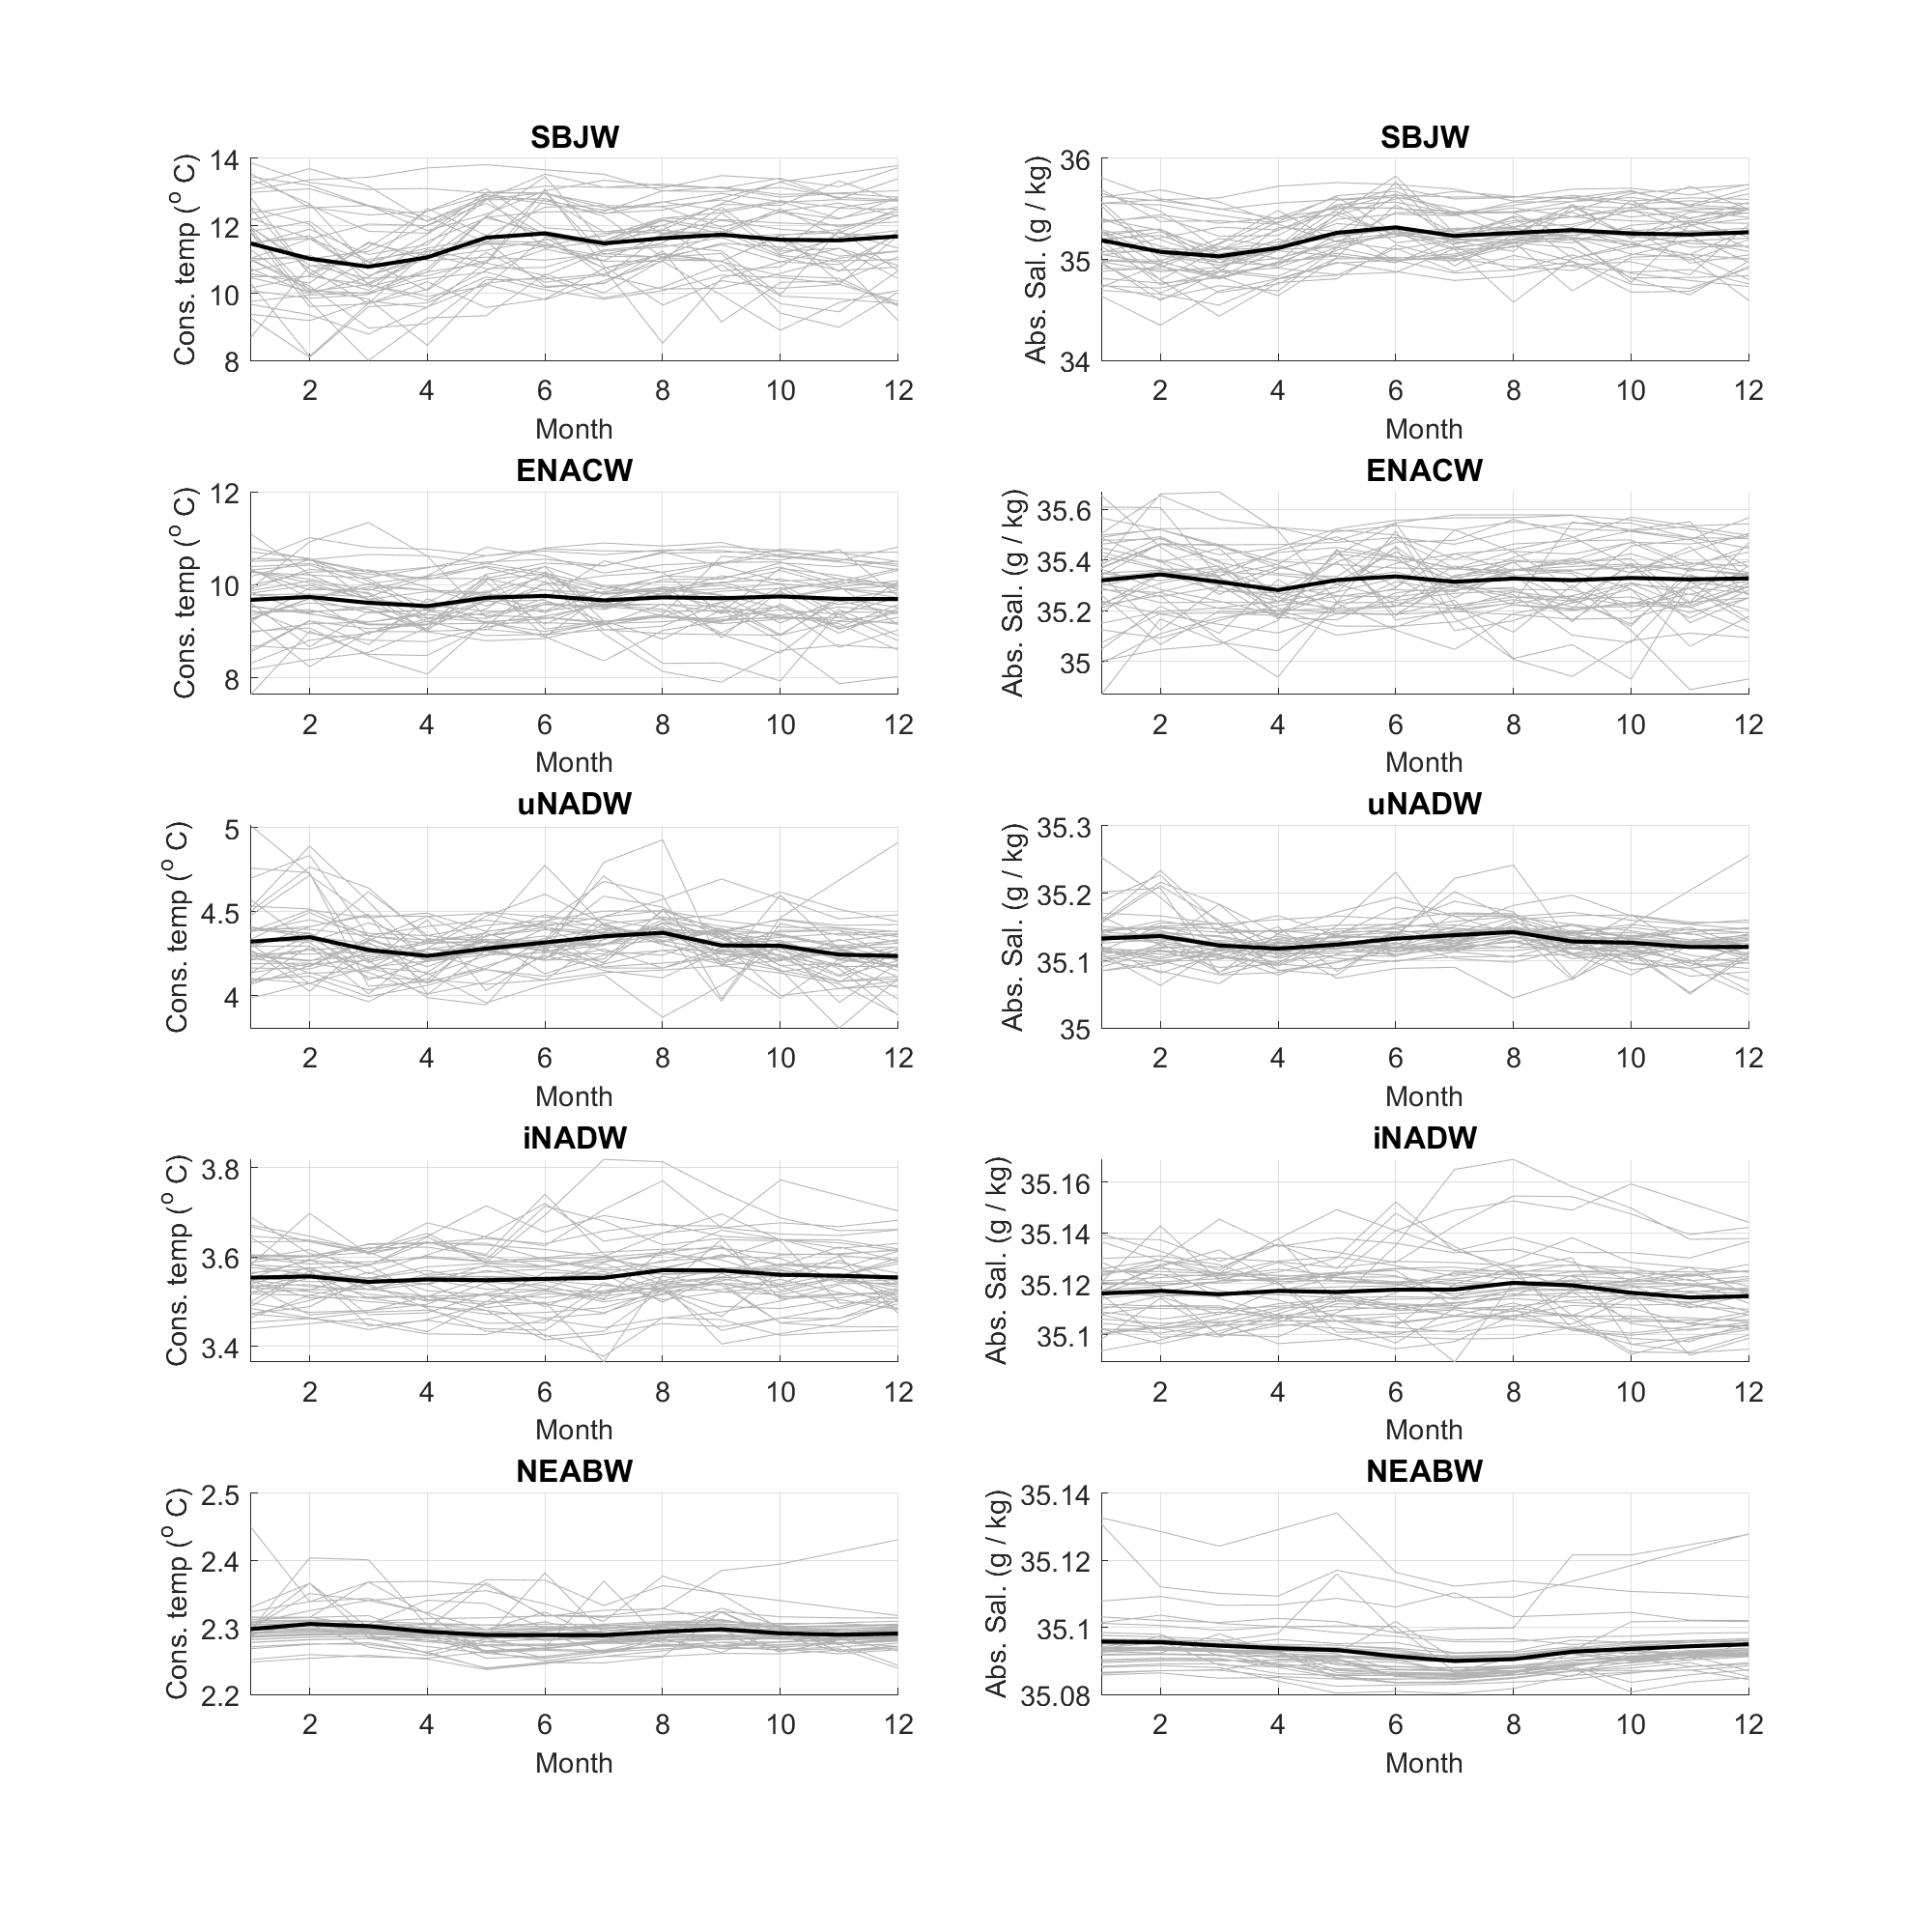 SBJW
Cons. temp (° C)
14
12
10
8
2 4 6 8 10 12
Month
SBJW
Abs. Sal. (g / kg)
36
35
34
2 4 6 8 10 12
Month
ENACW
Cons. temp (° C)
12
10
8
2 4 6 8 10 12
Month
ENACW
Abs. Sal. (g / kg)
35.6
35.4
35.2
35
2 4 6 8 10 12
Month
uNADW
Cons. temp (° C)
5
4.5
4
2 4 6 8 10 12
Month
uNADW
Abs. Sal. (g / kg)
35.3
35.2
35.1
35
2 4 6 8 10 12
Month
iNADW
Cons. temp (° C)
3.8
3.6
3.4
2 4 6 8 10 12
Month
iNADW
Abs. Sal. (g / kg)
35.16
35.14
35.12
35.1
2 4 6 8 10 12
Month
NEABW
Cons. temp (° C)
2.5
2.4
2.3
2.2
2 4 6 8 10 12
Month
NEABW
Abs. Sal. (g / kg)
35.14
35.12
35.1
35.08
2 4 6 8 10 12
Month